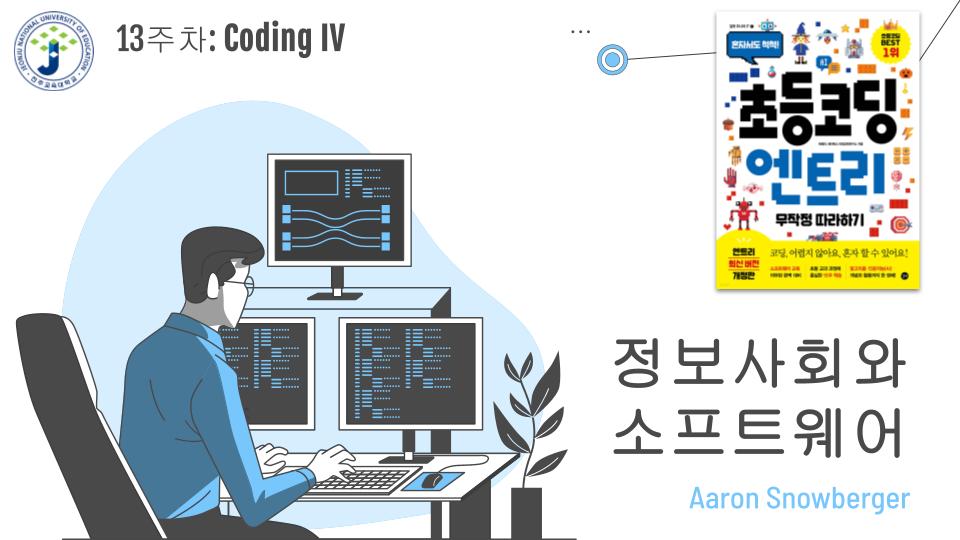 13주차: Coding IV
JEONJU NATIONAL UNIVERSITY OF EDUCATION
전주교육대학교
...
혼자서도 척척!
BEST
1위
AI
초등코딩
엔트리
무작정 따라하기
엔트리
최신 버전
개정판
코딩, 어렵지 않아요, 혼자 할 수 있어요!
정보사회와
소프트웨어
Aaron Snowberger